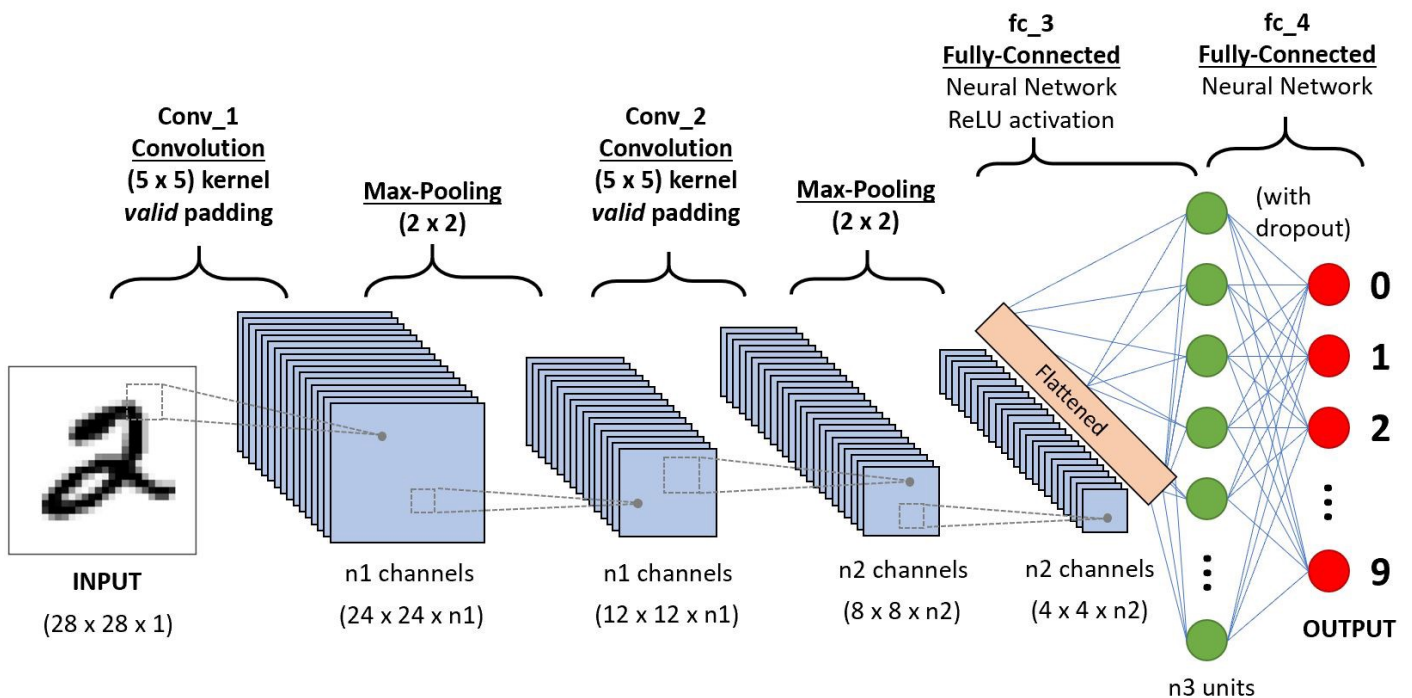 Conv_1
Convolution
(5 x 5) kernel
valid padding
Max-Pooling
(2 x 2)
Conv_2
Convolution
(5 x 5) kernel
valid padding
Max-Pooling
(2 x 2)
fc_3
Fully-Connected
Neural Network
ReLU activation
fc_4
Fully-Connected
Neural Network
(with
dropout)
Flattened
0
1
2
9
OUTPUT
2
INPUT
(28 x 28 x 1)
n1 channels
(24 x 24 x n1)
n1 channels
(12 x 12 x n1)
n2 channels
(8 x 8 x n2)
n2 channels
(4 x 4 x n2)
n3 units